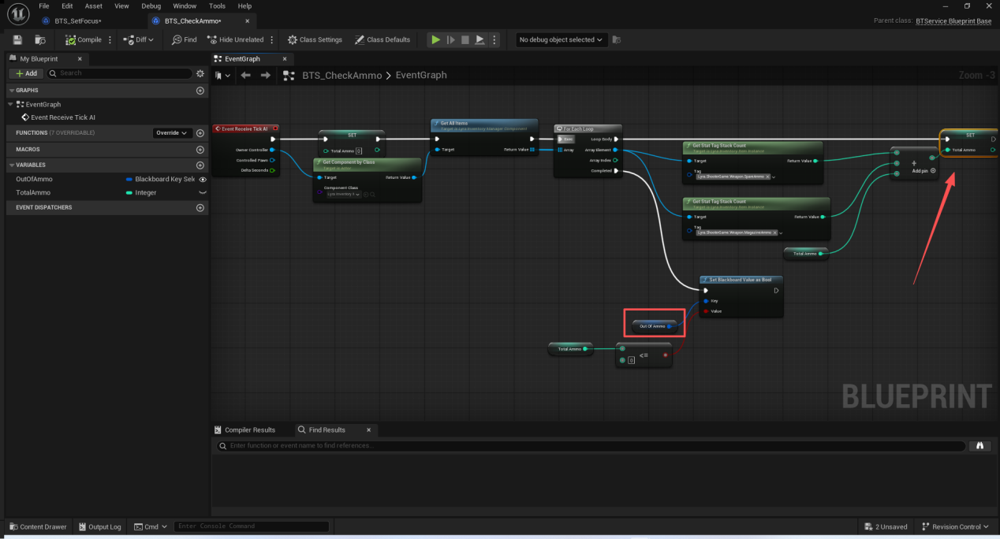 File Edit Asset View Debug Window Tools Help
BTS_SetFocus*
BTS_CheckAmmo*
Parent class: BTService Blueprint Base
Compile
Diff
Find
Hide Unrelated
Class Settings
Class Defaults
No debug object selected
My Blueprint
EventGraph
+ Add
Search
BTS_CheckAmmo > EventGraph
Zoom -3
GRAPHS
EventGraph
Event Receive Tick AI
FUNCTIONS (7 OVERRIDABLE)
Override
MACROS
VARIABLES
OutOfAmmo
Blackboard Key Sele
TotalAmmo
Integer
EVENT DISPATCHERS
Event Receive Tick AI
Owner Controller
Controlled Pawn
Delta Seconds
SET
Total Ammo 0
Get Component by Class
Target is Actor
Target
Return Value
Component Class
Get All Items
Target is Lyra Inventory Manager Component
Target
Return Value
For Each Loop
Exec
Loop Body
Array
Array Element
Array Index
Completed
Get Stat Tag Stack Count
Target is Lyra Inventory Item Instance
Target
Return Value
Tag
Lyra.ShooterGame.Weapon.SpareAmmo
Get Stat Tag Stack Count
Target is Lyra Inventory Item Instance
Target
Return Value
Tag
Lyra.ShooterGame.Weapon.MagazineAmmo
Total Ammo
+
Add pin
SET
Total Ammo
Set Blackboard Value as Bool
Key
Value
Out Of Ammo
Total Ammo
<=
0
BLUEPRINT
Compiler Results
Find Results
Enter function or event name to find references...
Content Drawer
Output Log
Cmd
Enter Console Command
2 Unsaved
Revision Control